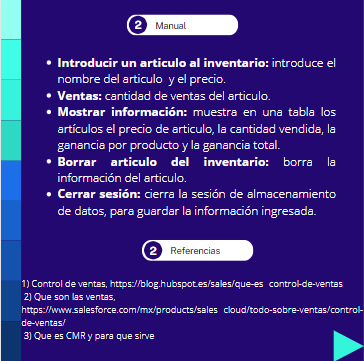 2 Manual
• Introducir un articulo al inventario: introduce el
nombre del articulo y el precio.
• Ventas: cantidad de ventas del articulo.
• Mostrar información: muestra en una tabla los
artículos el precio de articulo, la cantidad vendida, la
ganancia por producto y la ganancia total.
• Borrar articulo del inventario: borra la
información del articulo.
• Cerrar sesión: cierra la sesión de almacenamiento
de datos, para guardar la información ingresada.
2 Referencias
1) Control de ventas, https://blog.hubspot.es/sales/que-es control-de-ventas
2) Que son las ventas,
https://www.salesforce.com/mx/products/sales cloud/todo-sobre-ventas/control-
de-ventas/
3) Que es CMR y para que sirve